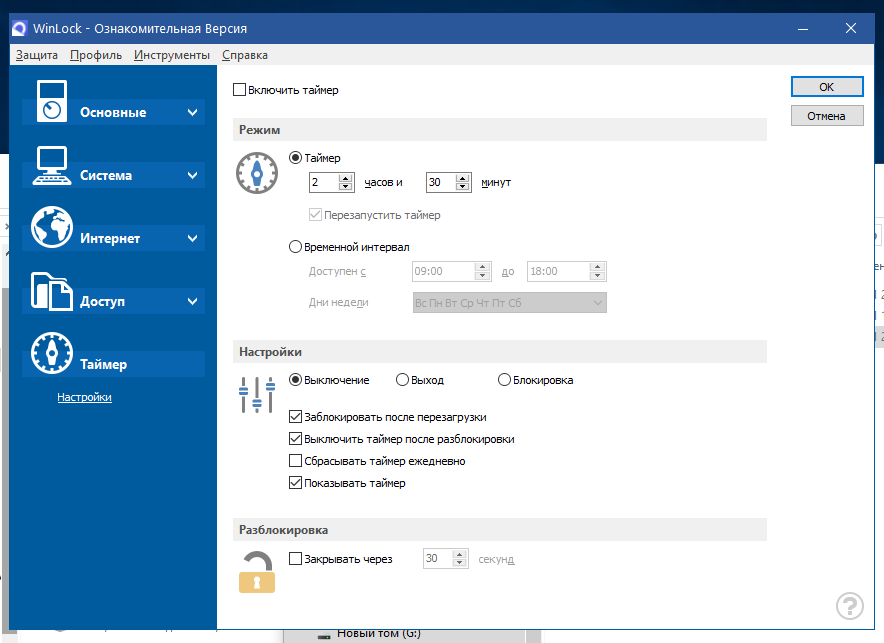 WinLock - Ознакомительная Версия
Защита Профиль Инструменты Справка
Основные
Система
Интернет
Доступ
Таймер
Настройки
Включить таймер
OK
Отмена
Режим
Таймер
2 часов и 30 минут
Перезапустить таймер
Временной интервал
Доступен с 09:00 до 18:00
Дни недели Вс Пн Вт Ср Чт Пт Сб
Настройки
Выключение Выход Блокировка
Заблокировать после перезагрузки
Выключить таймер после разблокировки
Сбрасывать таймер ежедневно
Показывать таймер
Разблокировка
Закрывать через 30 секунд
?
Новый том (G:)